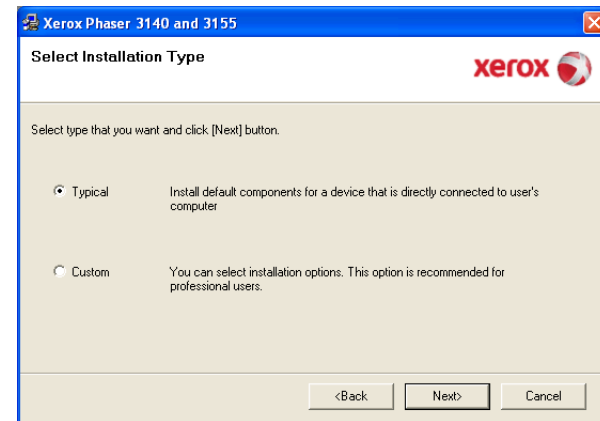 Xerox Phaser 3140 and 3155
Select Installation Type
xerox
Select type that you want and click [Next] button.
Typical
Install default components for a device that is directly connected to user's
computer
Custom
You can select installation options. This option is recommended for
professional users.
<Back
Next>
Cancel